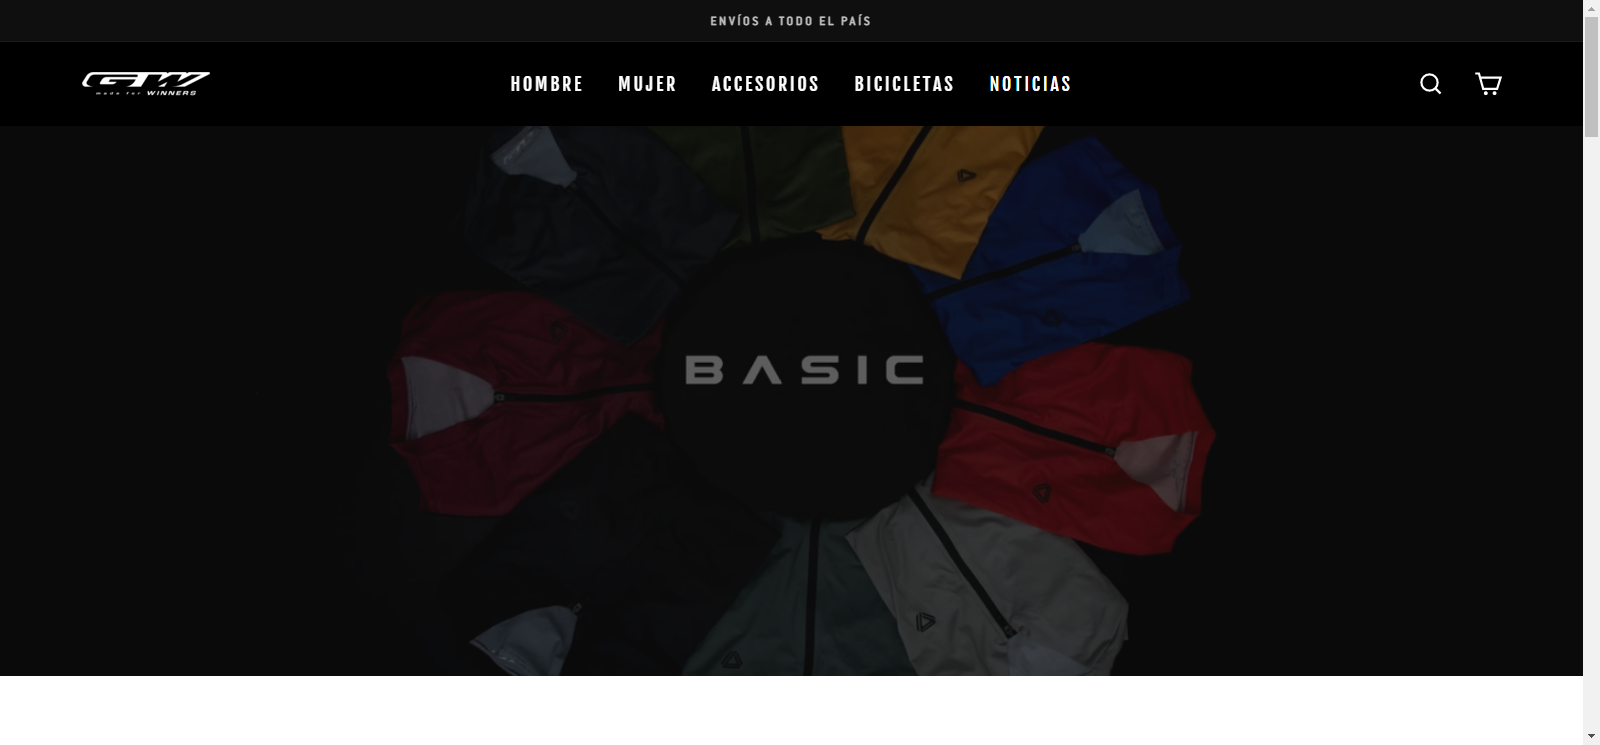 ENVÍOS A TODO EL PAÍS
GW
made for WINNERS
HOMBRE MUJER ACCESORIOS BICICLETAS NOTICIAS
BASIC